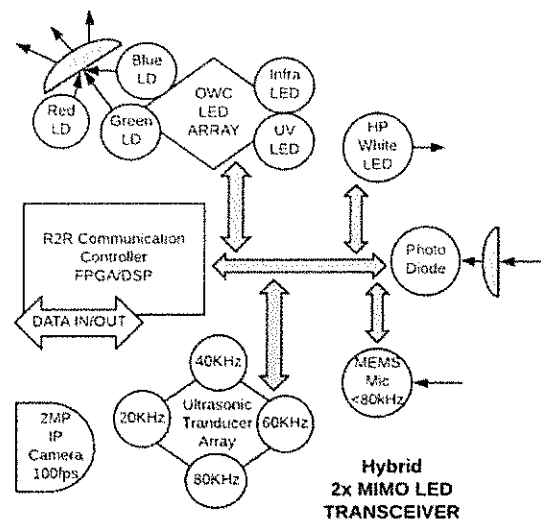 Blue
LD
Red
LD
Green
LD
OWC
LED
ARRAY
Infra
LED
UV
LED
HP
White
LED
R2R Communication
Controller
FPGA/DSP
DATA IN/OUT
Photo
Diode
MEMS
Mic
<80kHz
40KHz
20KHz
Ultrasonic
Tranducer
Array
60KHz
80KHz
2MP
IP
Camera
100fps
Hybrid
2x MIMO LED
TRANSCEIVER